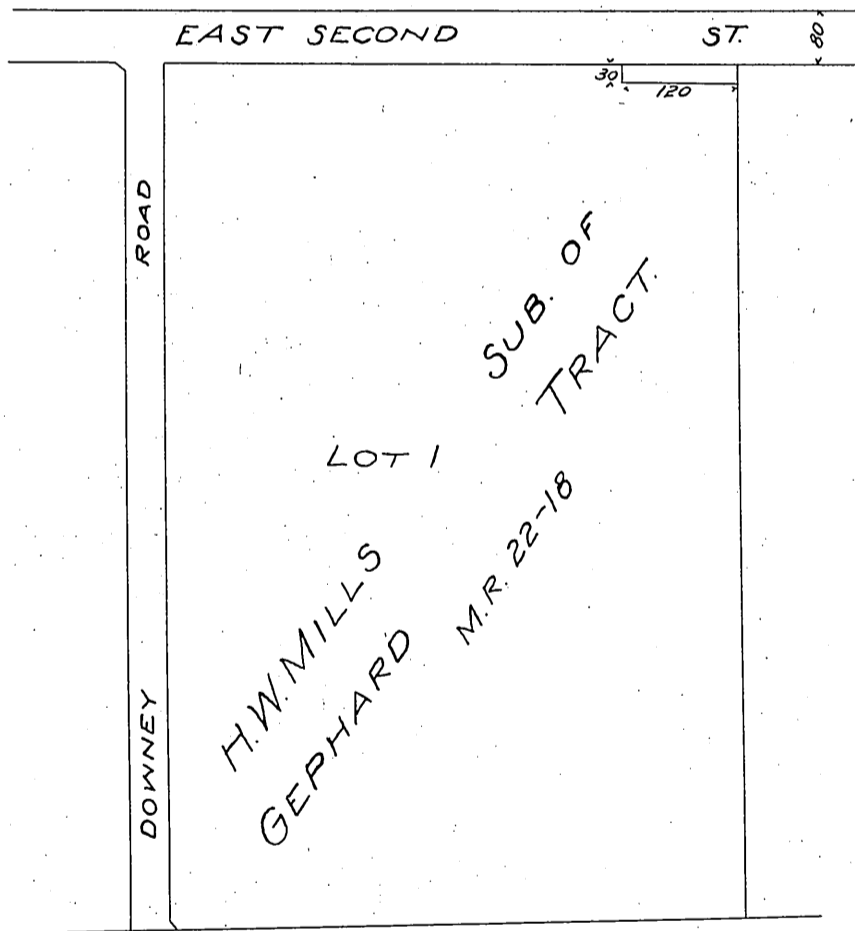 EAST SECOND ST.
80
30
120
DOWNEY ROAD
LOT 1
H.W. MILLS SUB. OF
GEPHARD TRACT.
M.R. 22-18